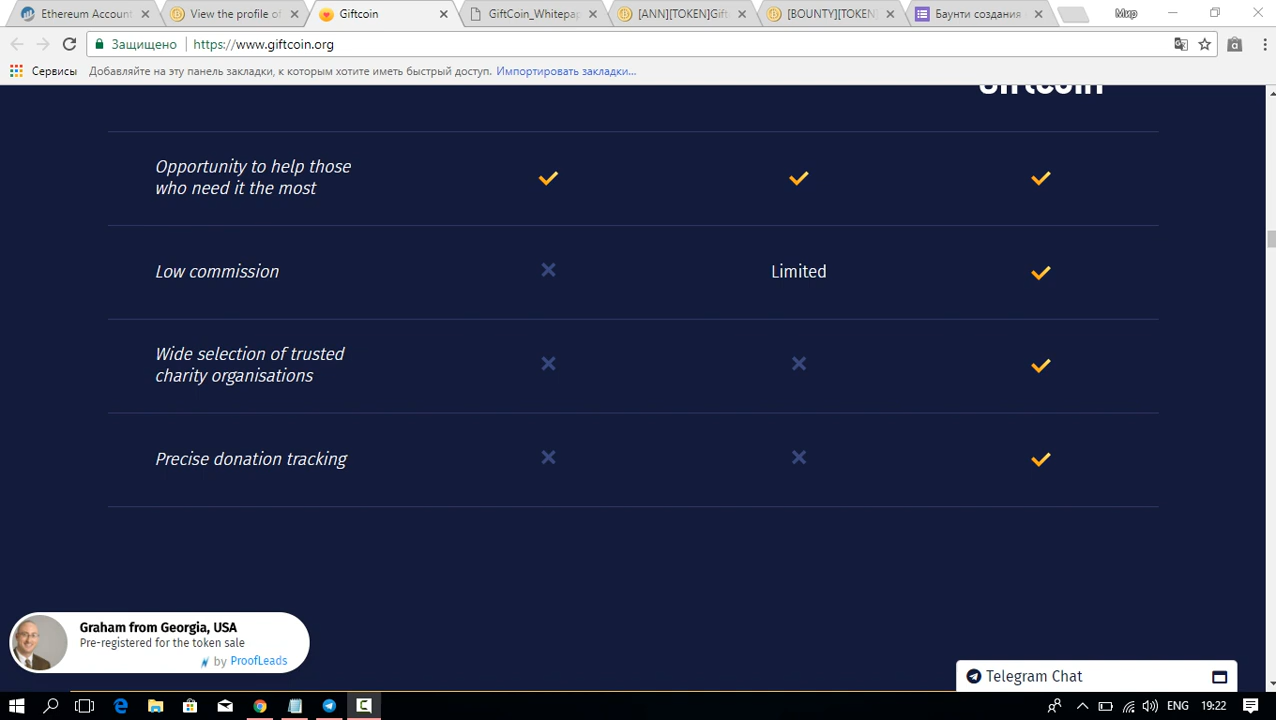 Ethereum Account
View the profile of
Giftcoin
GiftCoin_Whitepap
[ANN][TOKEN]Gift
[BOUNTY][TOKEN]
Баунти создания
Мир
Защищено
https://www.giftcoin.org
Сервисы
Добавляйте на эту панель закладки, к которым хотите иметь быстрый доступ. Импортировать закладки...
Giftcoin
Opportunity to help those
who need it the most
Low commission
Limited
Wide selection of trusted
charity organisations
Precise donation tracking
Graham from Georgia, USA
Pre-registered for the token sale
by ProofLeads
Telegram Chat
ENG
19:22